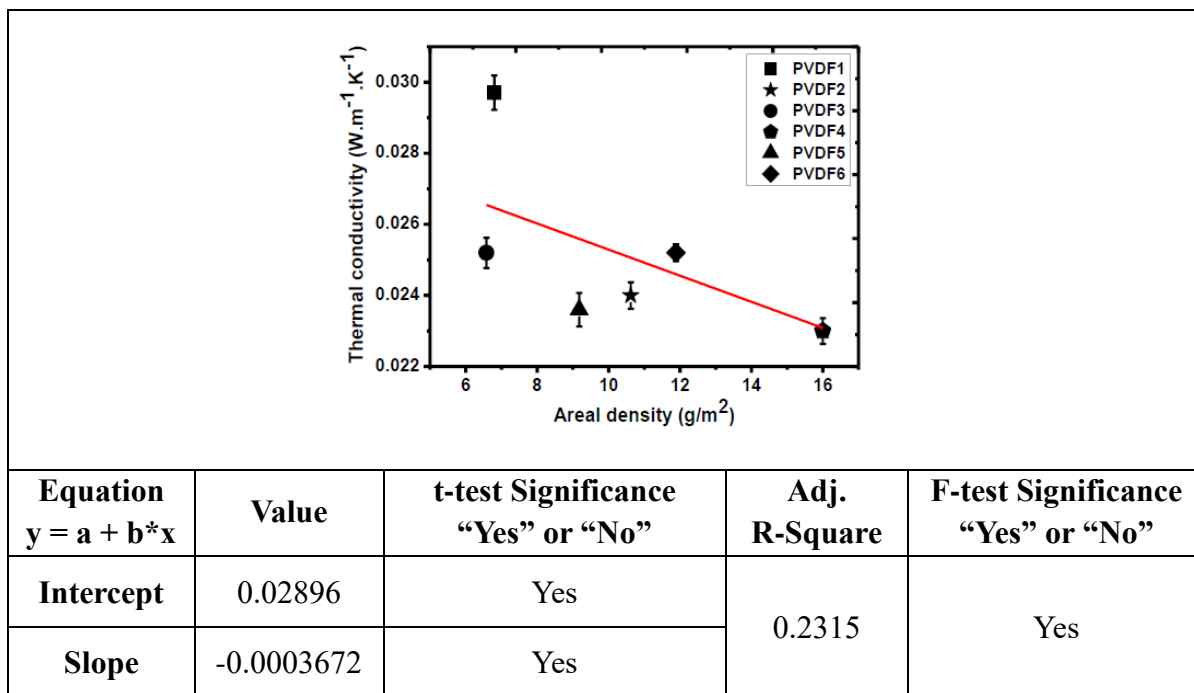 Thermal conductivity (W.m⁻¹.K⁻¹)
0.030
0.028
0.026
0.024
0.022
PVDF1
PVDF2
PVDF3
PVDF4
PVDF5
PVDF6
6 8 10 12 14 16
Areal density (g/m²)
Equation y = a + b*x
Value
t-test Significance “Yes” or “No”
Adj. R-Square
F-test Significance “Yes” or “No”
Intercept 0.02896 Yes 0.2315 Yes
Slope -0.0003672 Yes